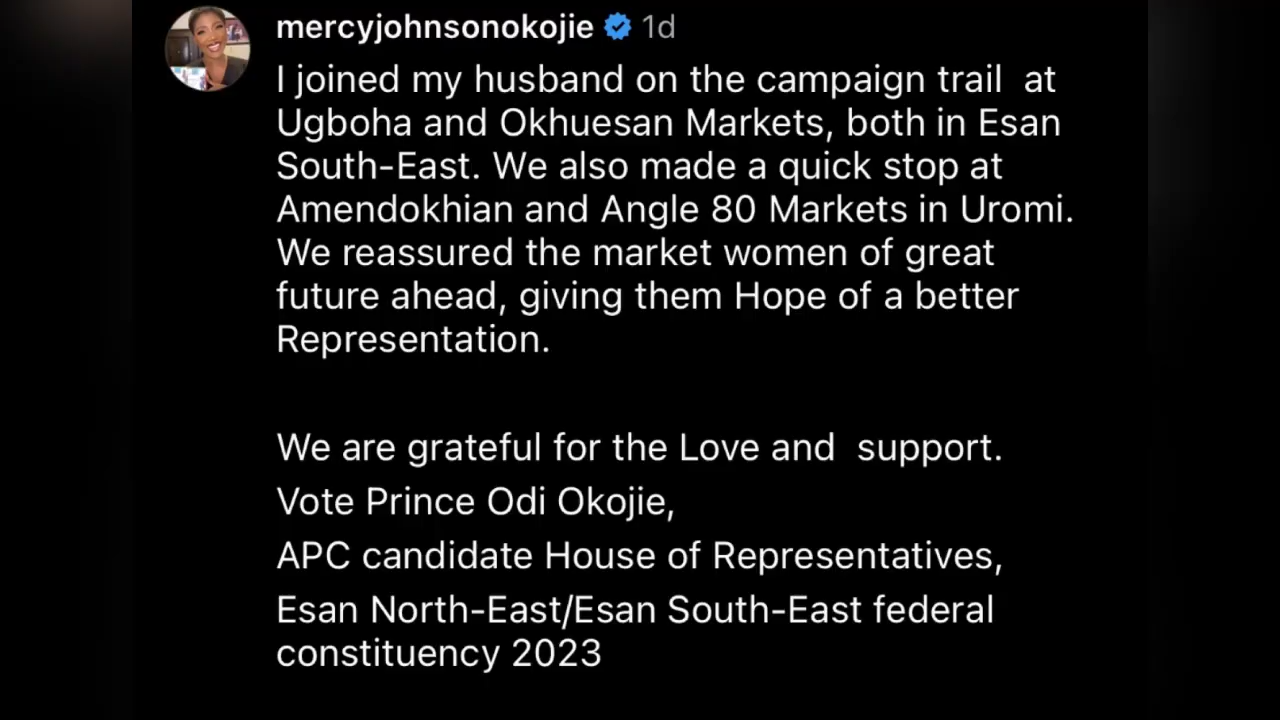 mercyjohnsonokojie 1d
I joined my husband on the campaign trail  at
Ugboha and Okhuesan Markets, both in Esan
South-East. We also made a quick stop at
Amendokhian and Angle 80 Markets in Uromi.
We reassured the market women of great
future ahead, giving them Hope of a better
Representation.
We are grateful for the Love and  support.
Vote Prince Odi Okojie,
APC candidate House of Representatives,
Esan North-East/Esan South-East federal
constituency 2023